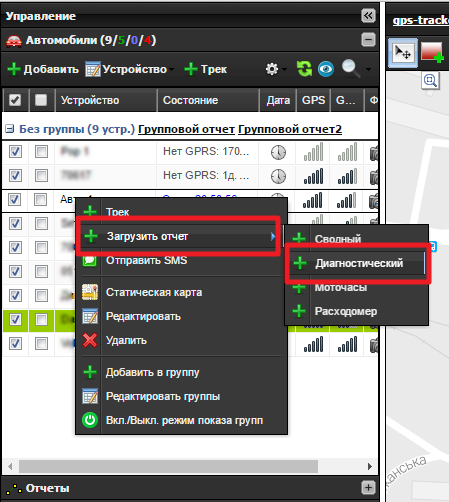 Управление
gps-track
Автомобили (9/5/0/4)
Добавить Устройство Трек
Устройство Состояние Дата GPS G...
Без группы (9 устр.) Групповой отчет Групповой отчет2
Нет GPRS: 170...
Нет GPRS: 1д. ...
Трек
Загрузить отчет
Отправить SMS
Статическая карта
Редактировать
Удалить
Добавить в группу
Редактировать группы
Вкл./Выкл. режим показа групп
Сводный
Диагностический
Моточасы
Расходомер
Отчеты